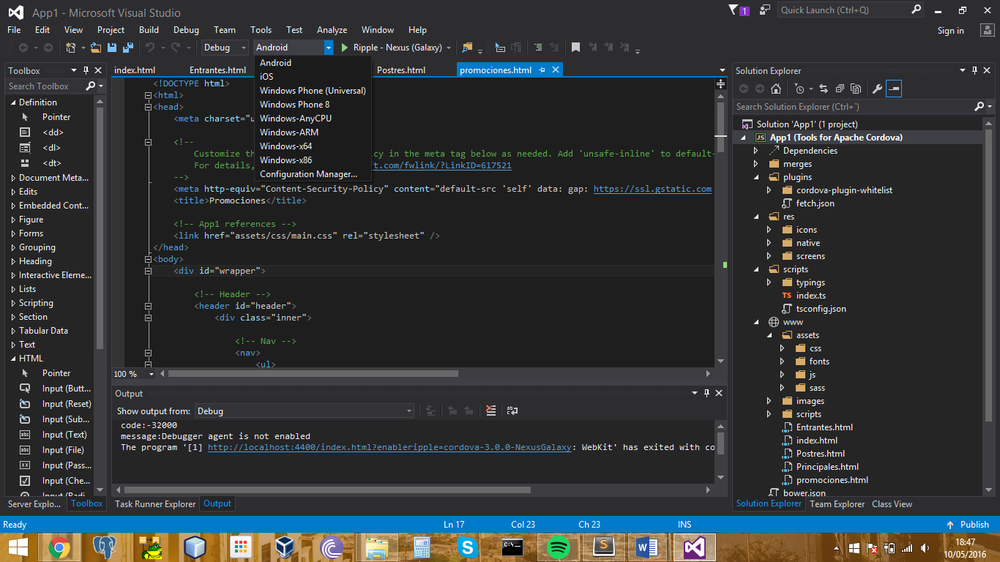 App1 - Microsoft Visual Studio
1
Quick Launch (Ctrl+Q)
File Edit View Project Build Debug Team Tools Test Analyze Window Help
Sign in
Debug Android Ripple - Nexus (Galaxy)
Android
iOS
Windows Phone (Universal)
Windows Phone 8
Windows-AnyCPU
Windows-ARM
Windows-x64
Windows-x86
Configuration Manager...
Toolbox
Search Toolbox
Definition
Pointer
<dd>
<dl>
<dt>
Document Meta...
Edits
Embedded Cont...
Figure
Forms
Grouping
Heading
Interactive Eleme...
Lists
Scripting
Section
Tabular Data
Text
HTML
Pointer
Input (Butt...
Input (Reset)
Input (Sub...
Input (Text)
Input (File)
Input (Pass...
Input (Che...
Input (Radi...
Server Explo... Toolbox
index.html Entrantes.html Postres.html promociones.html
<!DOCTYPE html>
<html>
<head>
<meta charset="u
<!--
Customize th cy in the meta tag below as needed. Add 'unsafe-inline' to default-
For details, ft.com/fwlink/?LinkID=617521
-->
<meta http-equiv="Content-Security-Policy" content="default-src 'self' data: gap: https://ssl.gstatic.com
<title>Promociones</title>
<!-- App1 references -->
<link href="assets/css/main.css" rel="stylesheet" />
</head>
<body>
<div id="wrapper">
<!-- Header -->
<header id="header">
<div class="inner">
<!-- Nav -->
<nav>
<ul>
100 %
Output
Show output from: Debug
code:-32000
message:Debugger agent is not enabled
The program '[1] http://localhost:4400/index.html?enableripple=cordova-3.0.0-NexusGalaxy: WebKit' has exited with co
Task Runner Explorer Output
Solution Explorer
Search Solution Explorer (Ctrl+¨)
Solution 'App1' (1 project)
JS App1 (Tools for Apache Cordova)
Dependencies
merges
plugins
cordova-plugin-whitelist
fetch.json
res
icons
native
screens
scripts
typings
TS index.ts
tsconfig.json
www
assets
css
fonts
js
sass
images
scripts
Entrantes.html
index.html
Postres.html
Principales.html
promociones.html
bower.json
Solution Explorer Team Explorer Class View
Ready Ln 17 Col 23 Ch 23 INS Publish
18:47
10/05/2016